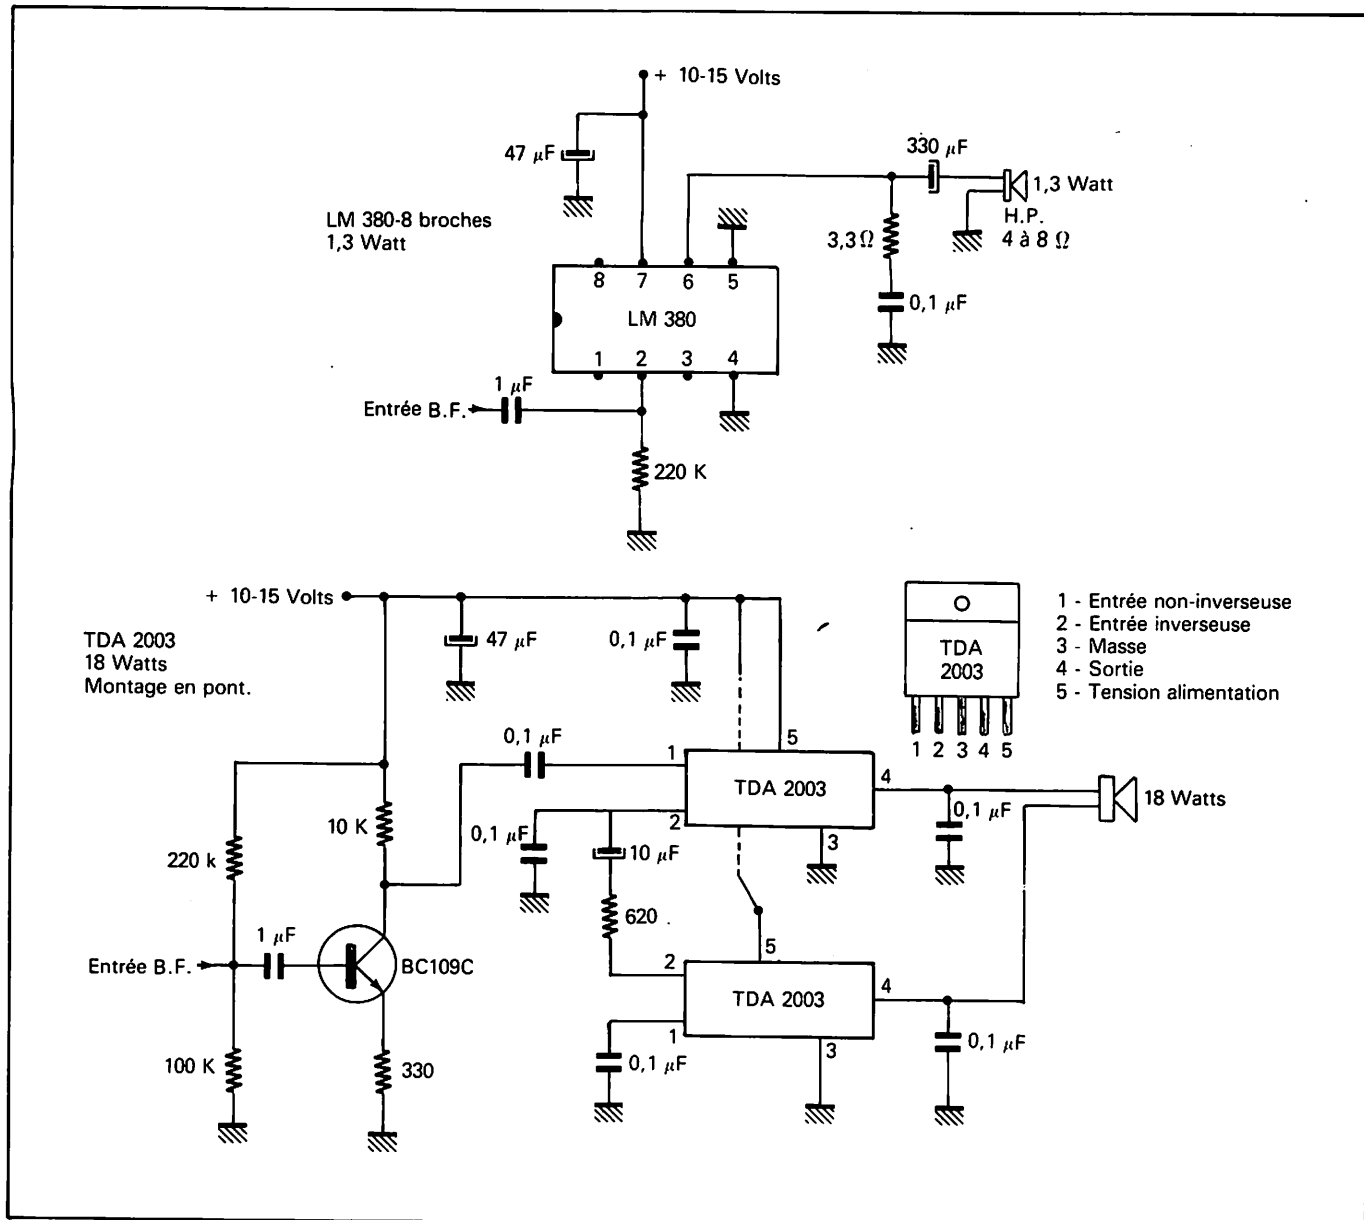 + 10-15 Volts
47 μF
330 μF
1,3 Watt
H.P.
4 à 8 Ω
LM 380-8 broches
1,3 Watt
3,3 Ω
0,1 μF
8 7 6 5
LM 380
1 2 3 4
1 μF
Entrée B.F.
220 K
+ 10-15 Volts
TDA 2003
18 Watts
Montage en pont.
47 μF
0,1 μF
TDA
2003
1 2 3 4 5
1 - Entrée non-inverseuse
2 - Entrée inverseuse
3 - Masse
4 - Sortie
5 - Tension alimentation
0,1 μF
1
5
TDA 2003
4
2
3
18 Watts
10 K
0,1 μF
10 μF
0,1 μF
220 k
620
1 μF
Entrée B.F.
BC109C
5
2
TDA 2003
4
1
3
0,1 μF
0,1 μF
100 K
330